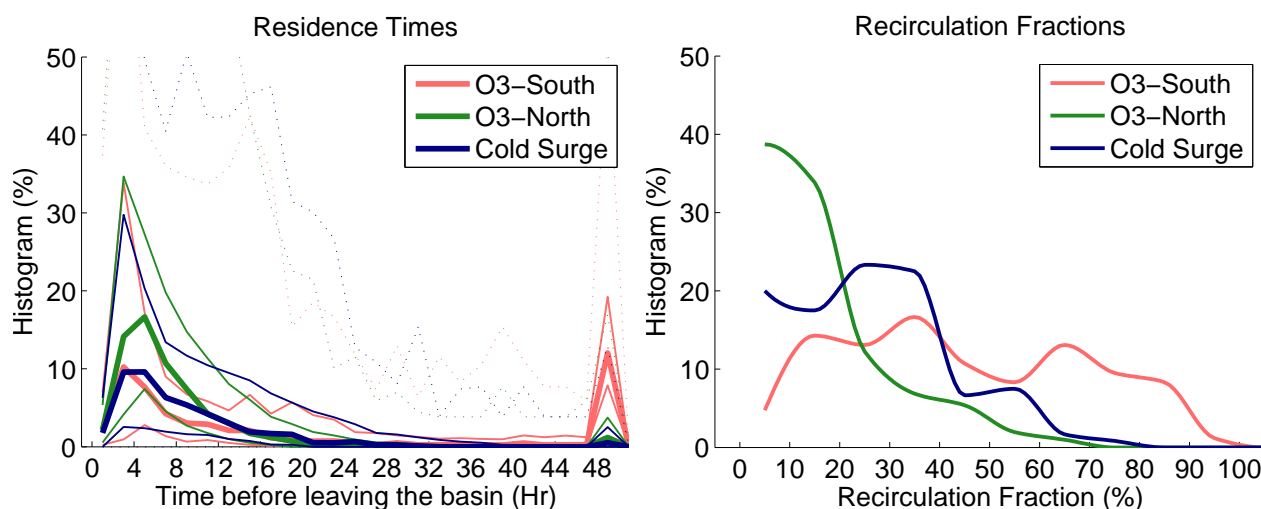 Residence Times
50
40
30
20
10
0
Histogram (%)
O3−South
O3−North
Cold Surge
0 4 8 12 16 20 24 28 32 36 40 44 48
Time before leaving the basin (Hr)
Recirculation Fractions
50
40
30
20
10
0
Histogram (%)
O3−South
O3−North
Cold Surge
0 10 20 30 40 50 60 70 80 90 100
Recirculation Fraction (%)